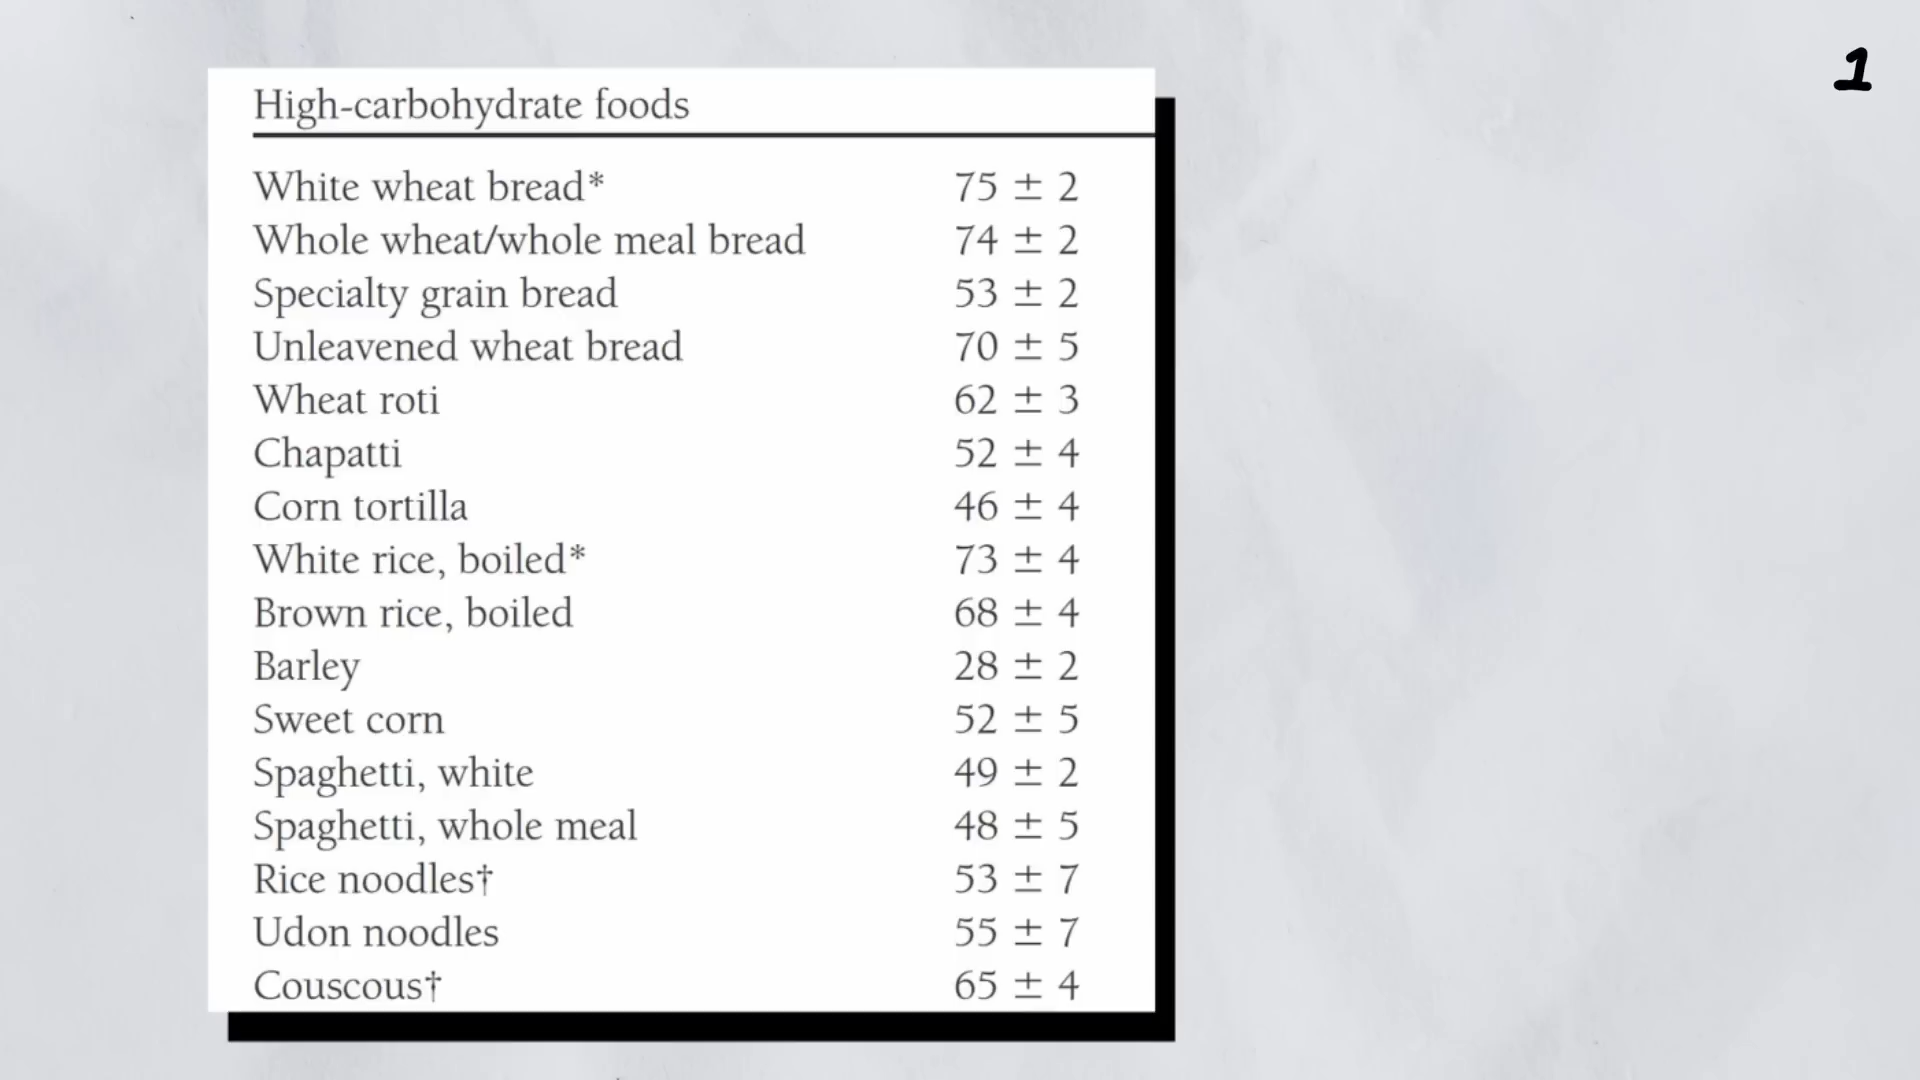 1
High-carbohydrate foods
White wheat bread* 75 ± 2
Whole wheat/whole meal bread 74 ± 2
Specialty grain bread 53 ± 2
Unleavened wheat bread 70 ± 5
Wheat roti 62 ± 3
Chapatti 52 ± 4
Corn tortilla 46 ± 4
White rice, boiled* 73 ± 4
Brown rice, boiled 68 ± 4
Barley 28 ± 2
Sweet corn 52 ± 5
Spaghetti, white 49 ± 2
Spaghetti, whole meal 48 ± 5
Rice noodles† 53 ± 7
Udon noodles 55 ± 7
Couscous† 65 ± 4